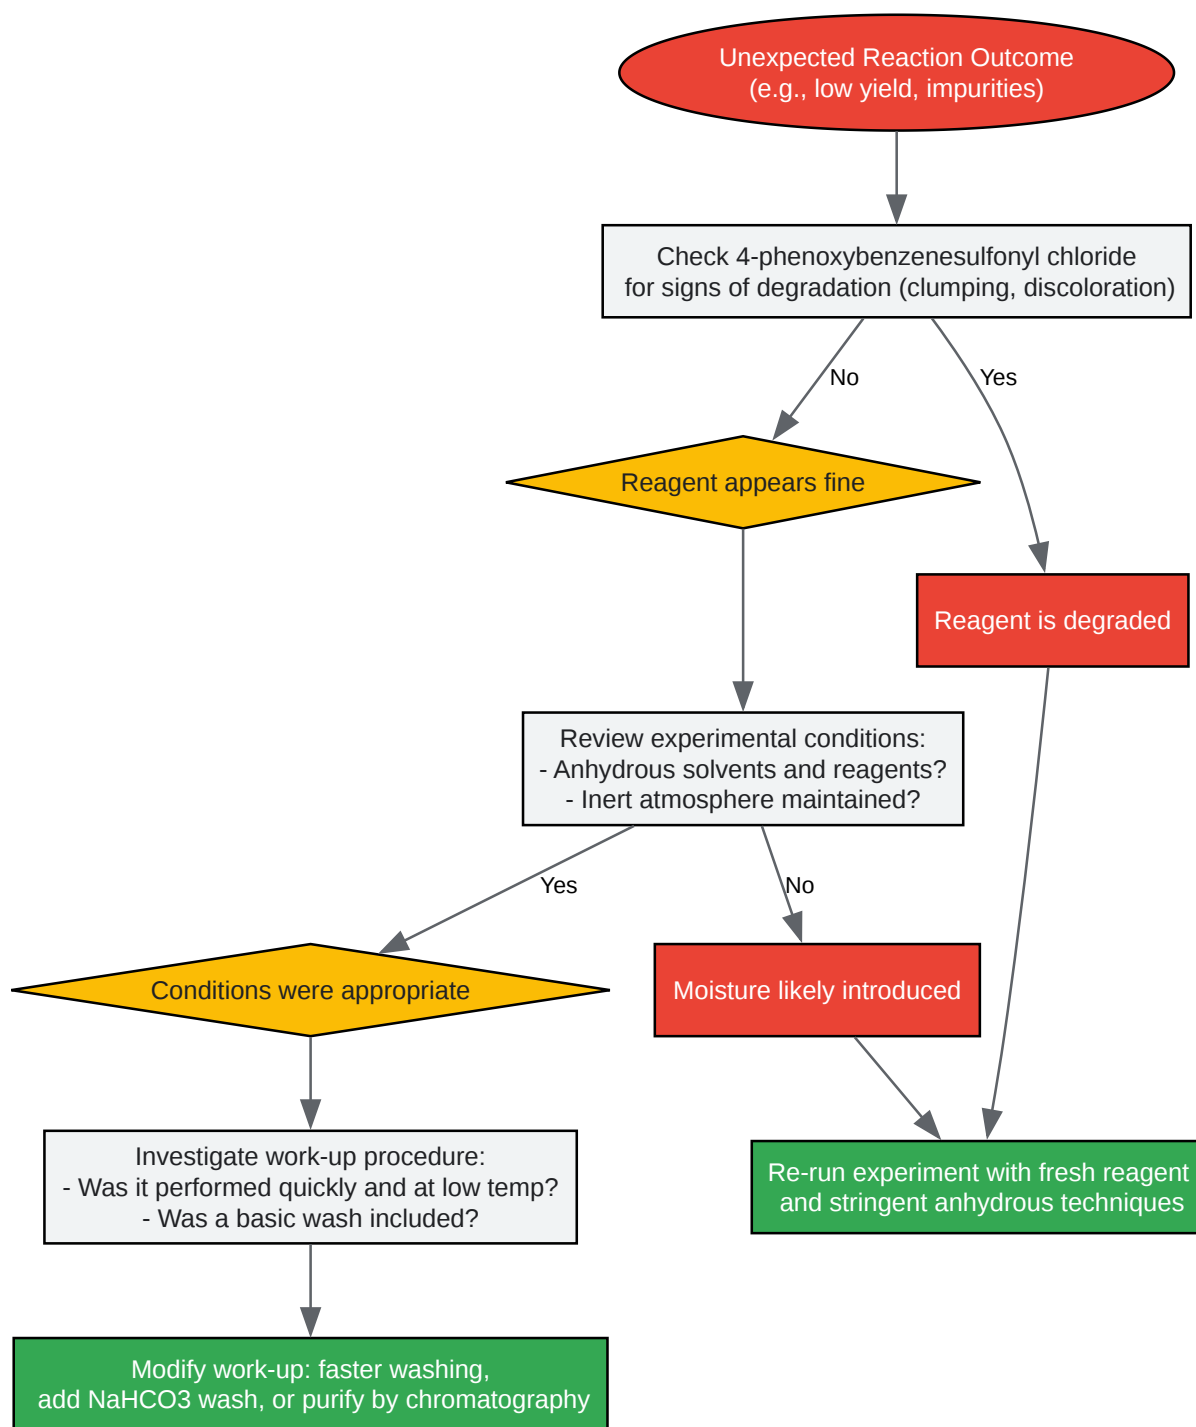 Unexpected Reaction Outcome
(e.g., low yield, impurities)
Check 4-phenoxybenzenesulfonyl chloride
for signs of degradation (clumping, discoloration)
No
Yes
Reagent appears fine
Reagent is degraded
Review experimental conditions:
- Anhydrous solvents and reagents?
- Inert atmosphere maintained?
Yes
No
Conditions were appropriate
Moisture likely introduced
Investigate work-up procedure:
- Was it performed quickly and at low temp?
- Was a basic wash included?
Re-run experiment with fresh reagent
and stringent anhydrous techniques
Modify work-up: faster washing,
add NaHCO3 wash, or purify by chromatography